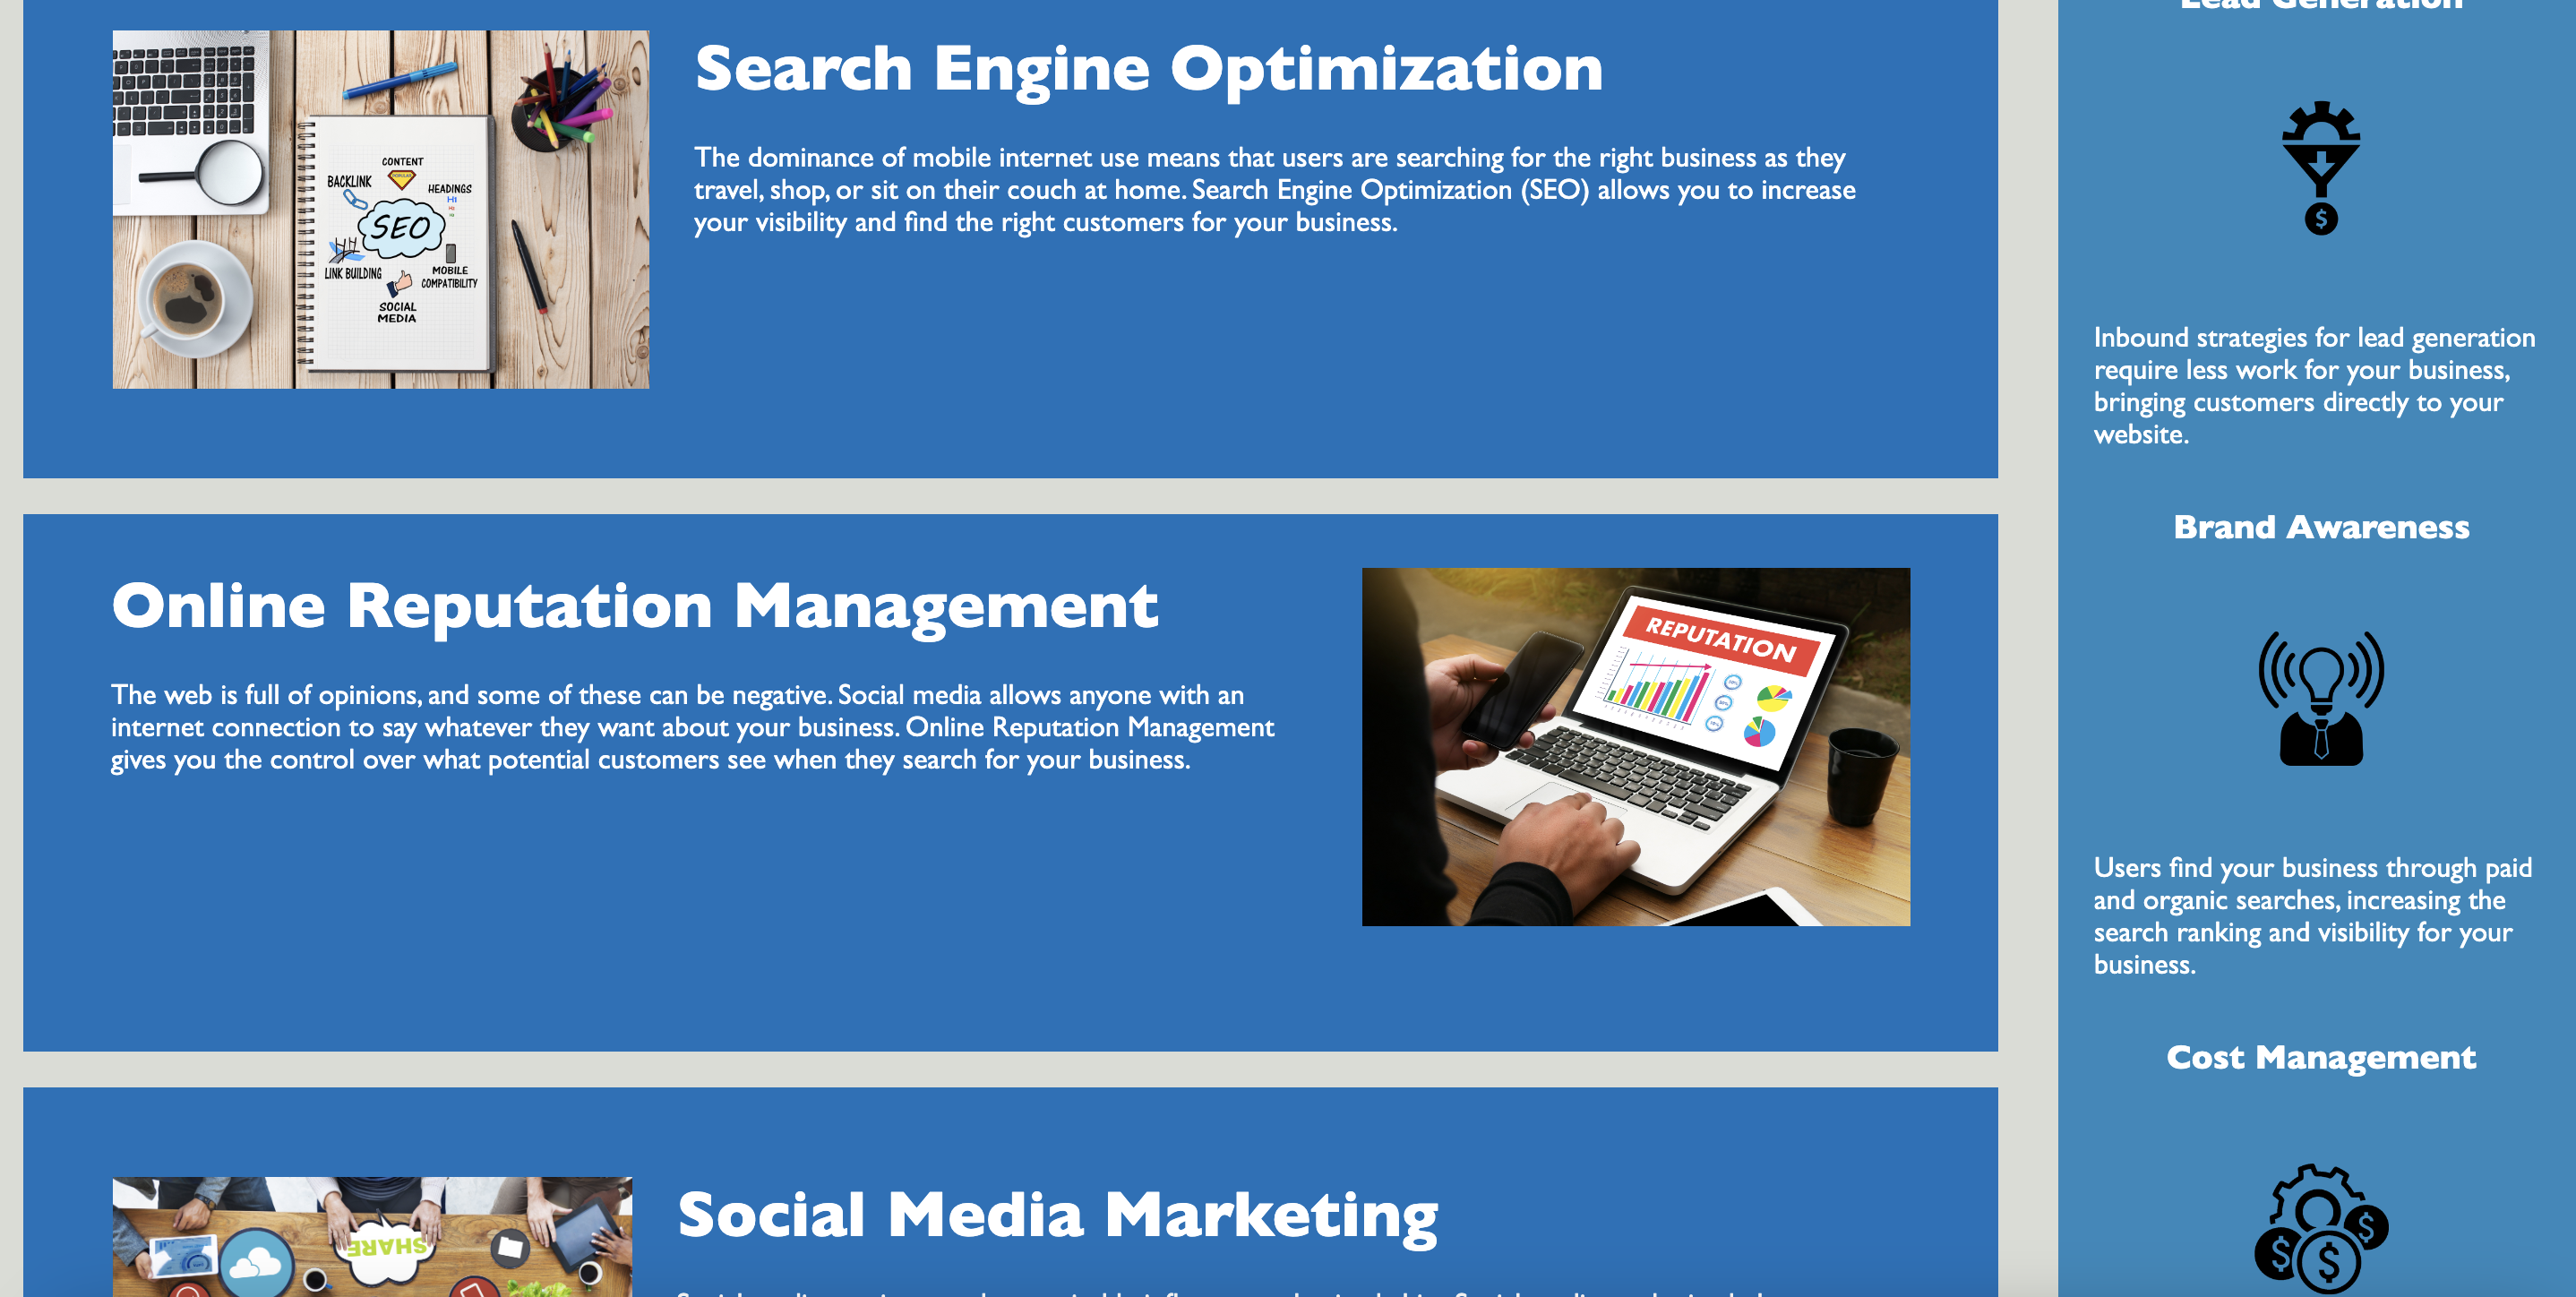 Search Engine Optimization
The dominance of mobile internet use means that users are searching for the right business as they
travel, shop, or sit on their couch at home. Search Engine Optimization (SEO) allows you to increase
your visibility and find the right customers for your business.
CONTENT
POPULAR
BACKLINK
HEADINGS
H1
H2
H3
SEO
LINK BUILDING
MOBILE
COMPATIBILITY
SOCIAL
MEDIA
Online Reputation Management
The web is full of opinions, and some of these can be negative. Social media allows anyone with an
internet connection to say whatever they want about your business. Online Reputation Management
gives you the control over what potential customers see when they search for your business.
REPUTATION
Social Media Marketing
SHARE
Lead Generation
$
Inbound strategies for lead generation
require less work for your business,
bringing customers directly to your
website.
Brand Awareness
Users find your business through paid
and organic searches, increasing the
search ranking and visibility for your
business.
Cost Management
$
$
$